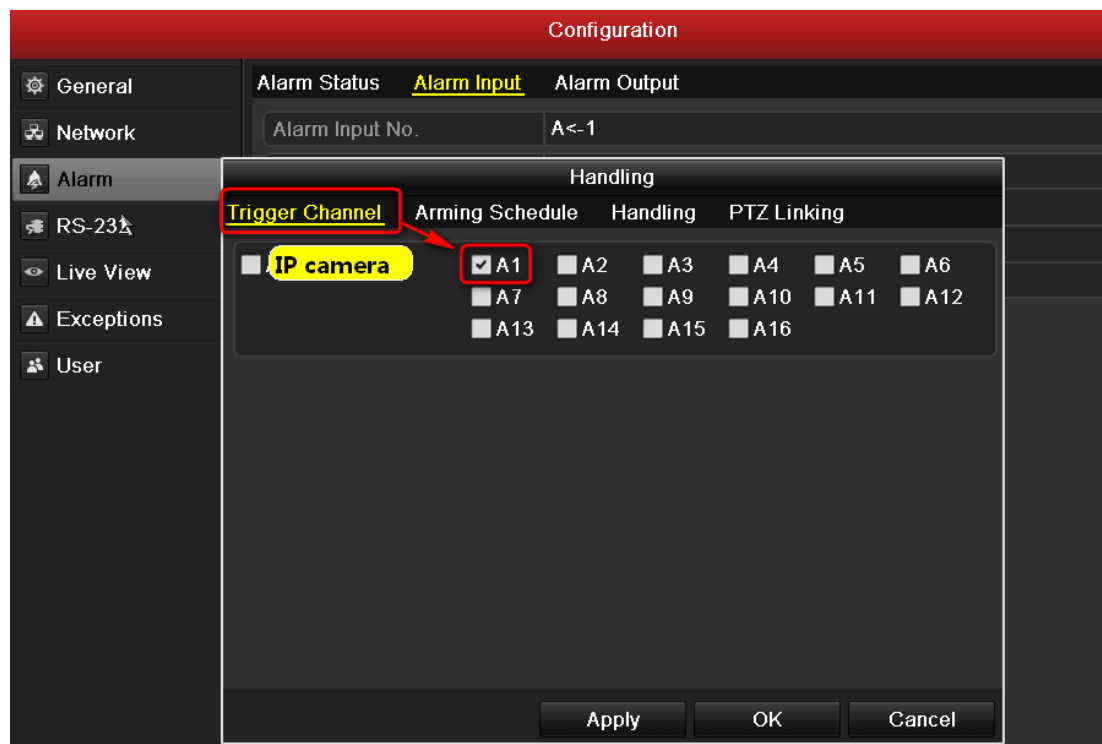 Configuration
General
Alarm Status Alarm Input Alarm Output
Network
Alarm Input No. A<-1
Alarm
Handling
RS-23
Trigger Channel Arming Schedule Handling PTZ Linking
Live View
IP camera A1 A2 A3 A4 A5 A6
Exceptions
A7 A8 A9 A10 A11 A12
A13 A14 A15 A16
User
Apply OK Cancel